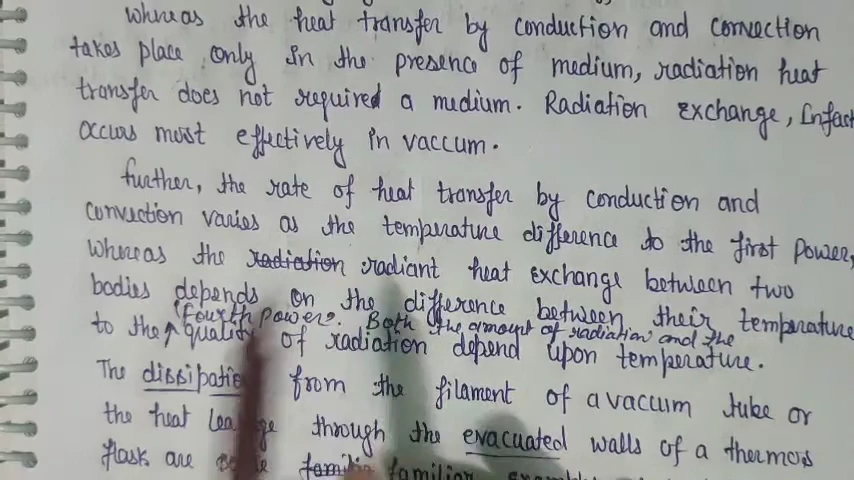 whereas the heat transfer by conduction and convection
takes place only in the presence of medium, radiation heat
transfer does not required a medium. Radiation exchange, Infact
occurs most effectively in vaccum.
further, the rate of heat transfer by conduction and
convection varies as the temperature difference to the first power,
whereas the radiation radiant heat exchange between two
bodies depends on the difference between their temperature
(fourth power. Both the amount of radiation and the
to the quality of radiation depend upon temperature.
The from the filament of a vaccum tube or
the heat through the evacuated walls of a thermos
flask are familiar